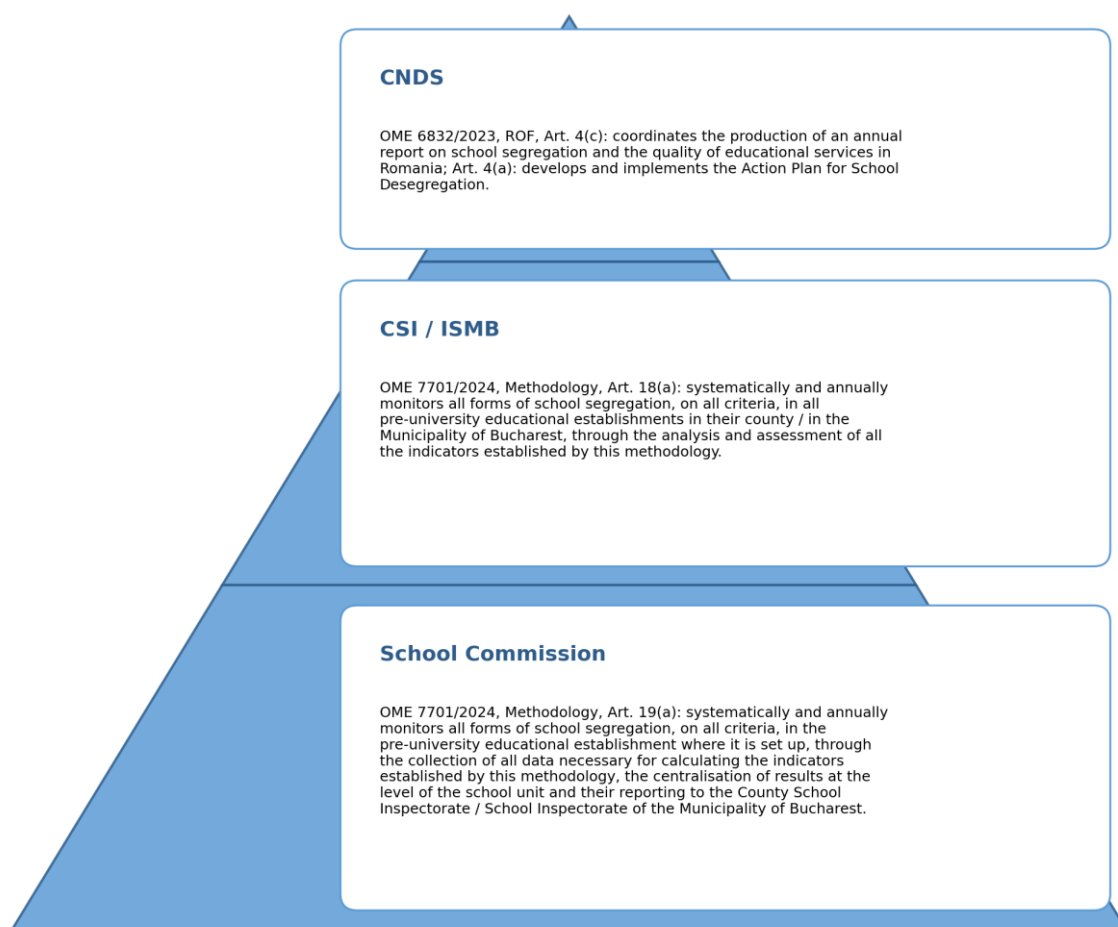 CNDS
OME 6832/2023, ROF, Art. 4(c): coordinates the production of an annual
report on school segregation and the quality of educational services in
Romania; Art. 4(a): develops and implements the Action Plan for School
Desegregation.
CSI / ISMB
OME 7701/2024, Methodology, Art. 18(a): systematically and annually
monitors all forms of school segregation, on all criteria, in all
pre-university educational establishments in their county / in the
Municipality of Bucharest, through the analysis and assessment of all
the indicators established by this methodology.
School Commission
OME 7701/2024, Methodology, Art. 19(a): systematically and annually
monitors all forms of school segregation, on all criteria, in the
pre-university educational establishment where it is set up, through
the collection of all data necessary for calculating the indicators
established by this methodology, the centralisation of results at the
level of the school unit and their reporting to the County School
Inspectorate / School Inspectorate of the Municipality of Bucharest.